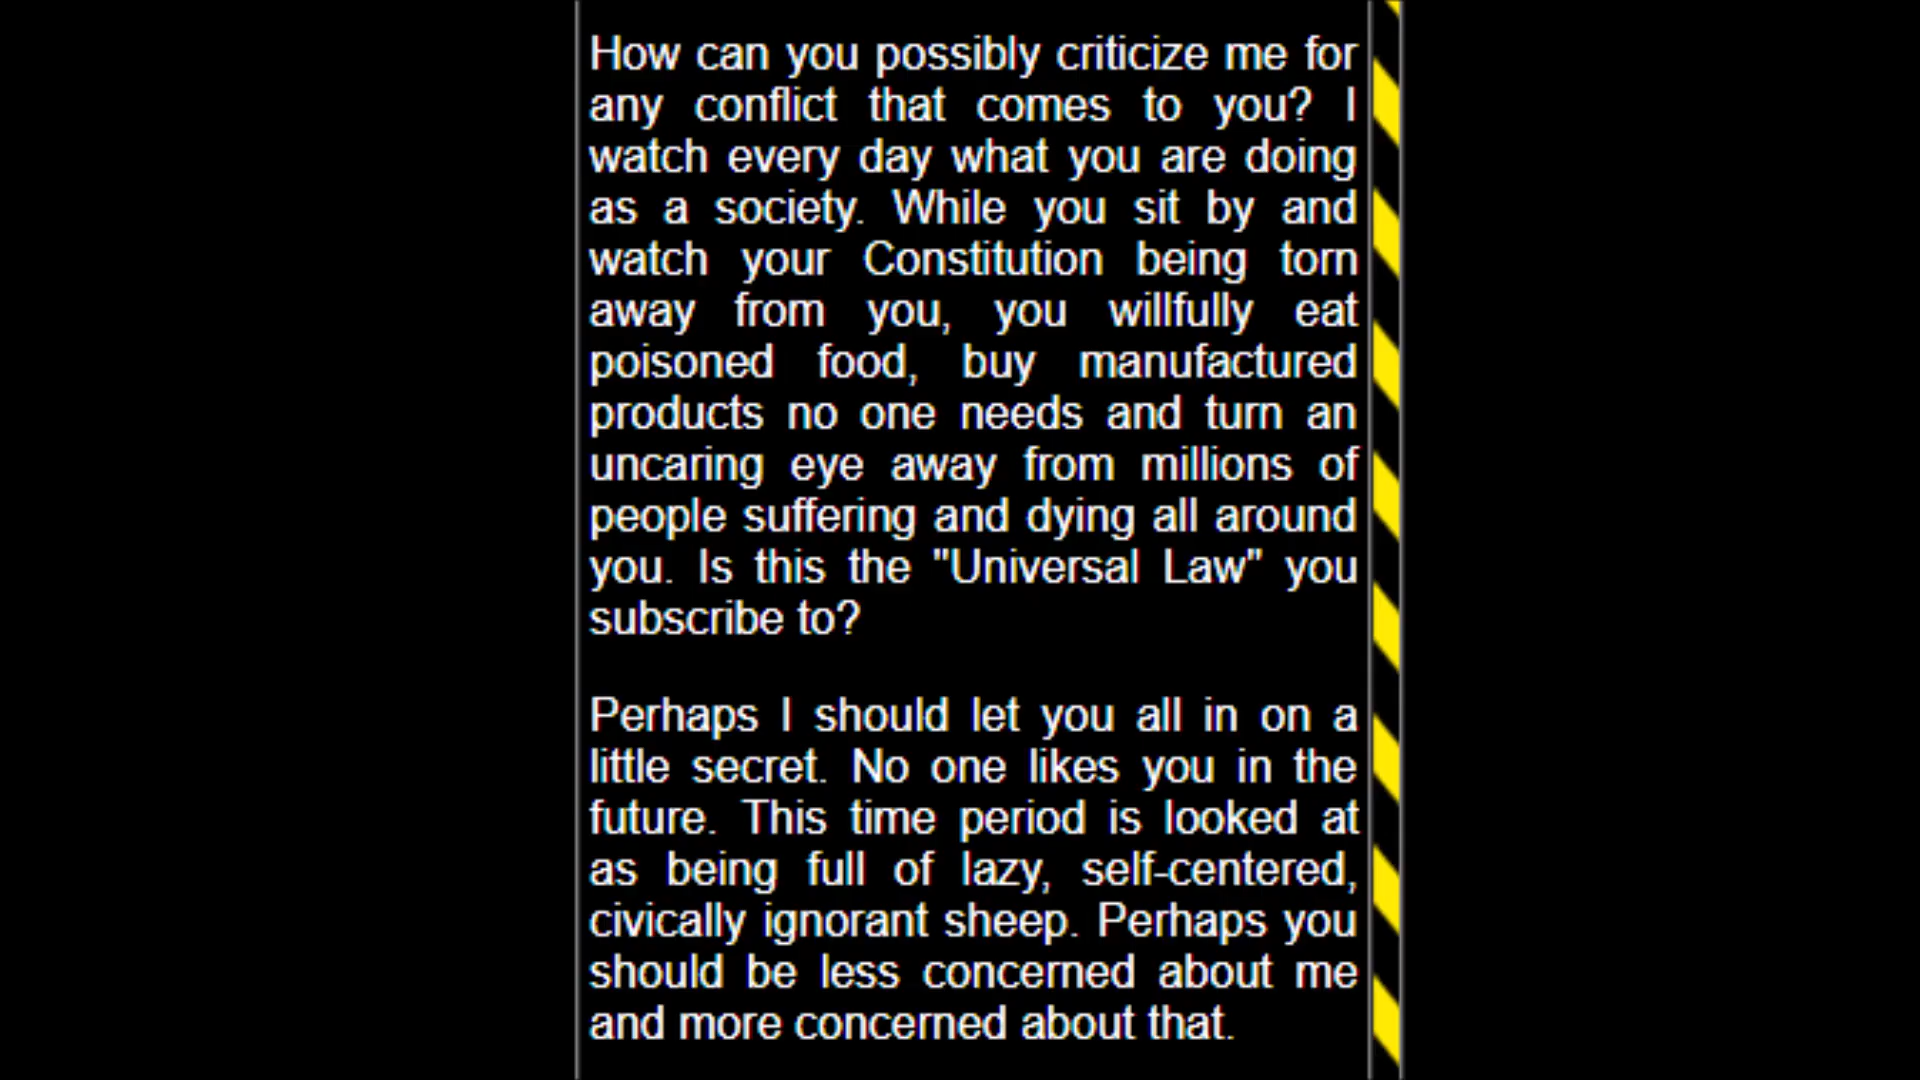 How can you possibly criticize me for
any conflict that comes to you? I
watch every day what you are doing
as a society. While you sit by and
watch your Constitution being torn
away from you, you willfully eat
poisoned food, buy manufactured
products no one needs and turn an
uncaring eye away from millions of
people suffering and dying all around
you. Is this the "Universal Law" you
subscribe to?

Perhaps I should let you all in on a
little secret. No one likes you in the
future. This time period is looked at
as being full of lazy, self-centered,
civically ignorant sheep. Perhaps you
should be less concerned about me
and more concerned about that.